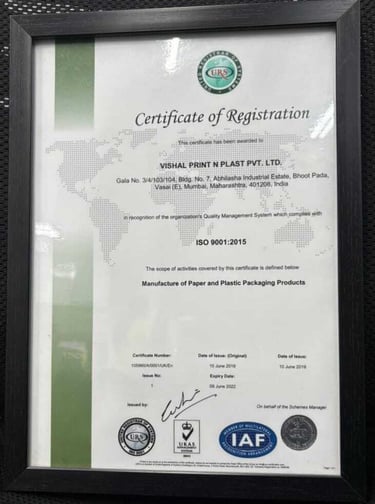 URS
Certificate of Registration
This certificate has been awarded to
VISHAL PRINT N PLAST PVT. LTD.
Gala No. 3/4/103/104, Bldg. No. 7, Abhilasha Industrial Estate, Bhoot Pada,
Vasai (E), Mumbai, Maharashtra, 401208, India
in recognition of the organization's Quality Management System which complies with
ISO 9001:2015
The scope of activities covered by this certificate is defined below
Manufacture of Paper and Plastic Packaging Products
Certificate Number: Date of Issue: (Original) Date of Issue:
10 June 2019 10 June 2019
Issue No: Expiry Date:
1 09 June 2022
Issued by: On behalf of the Schemes Manager
URS
UKAS
IAF